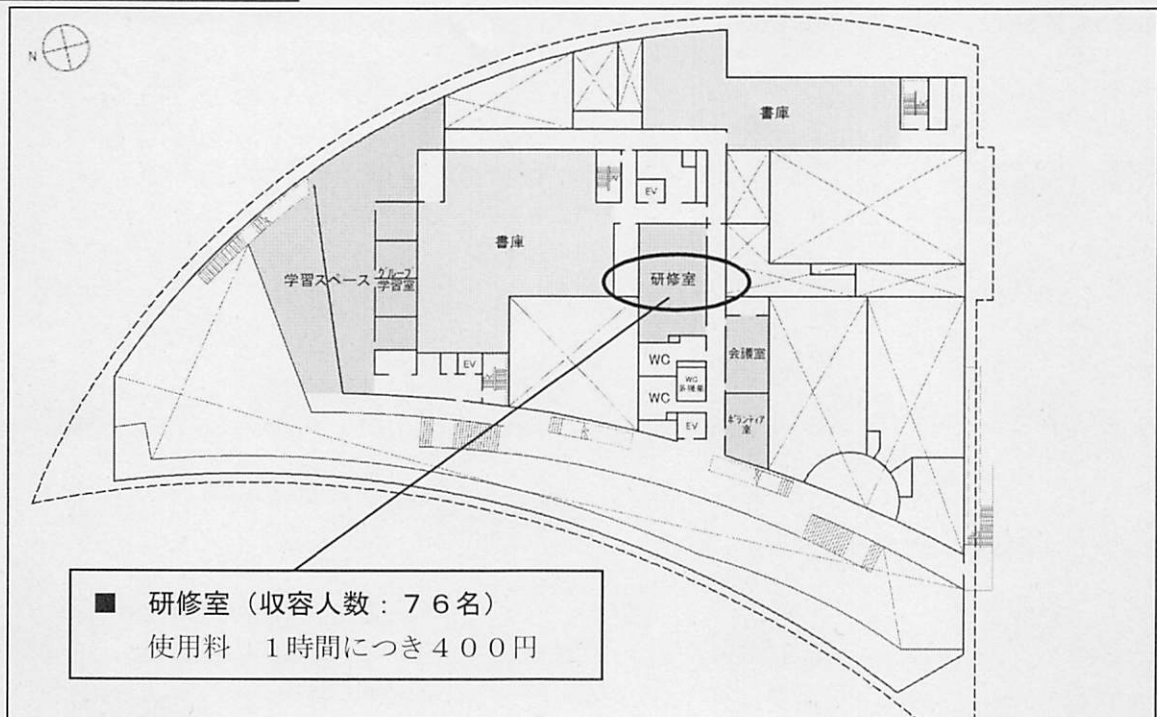 N
書庫
EV
書庫
研修室
学習スペース
グループ
学習室
会議室
WC
EV
WC
多機能
WC
EV
ボランティア
室
■ 研修室（収容人数：７６名）
使用料 １時間につき４００円